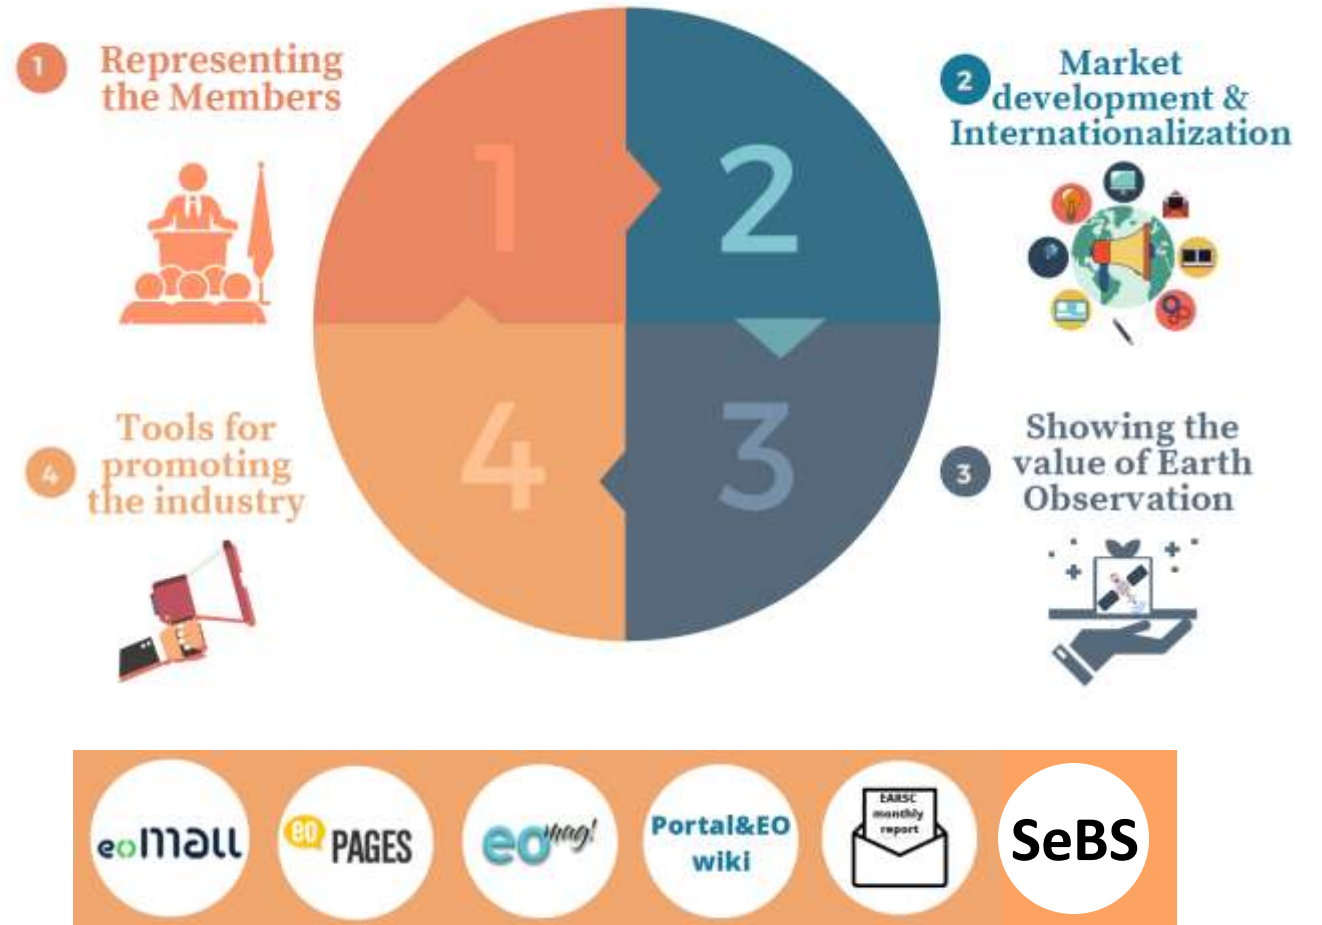 1
Representing
the Members
2
Market
development &
Internationalization
1
2
4
3
4
Tools for
promoting
the industry
3
Showing the
value of Earth
Observation
eomall
eo PAGES
eomag!
Portal&EO
wiki
EARSC
monthly
report
SeBS